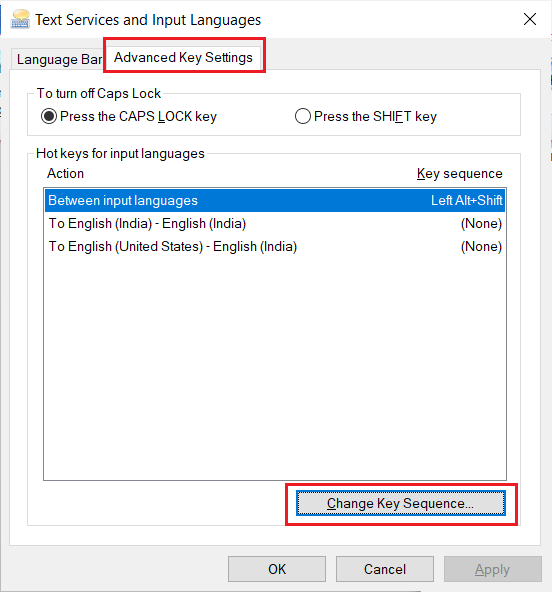 Text Services and Input Languages
Language Bar Advanced Key Settings
To turn off Caps Lock
Press the CAPS LOCK key Press the SHIFT key
Hot keys for input languages
Action Key sequence
Between input languages Left Alt+Shift
To English (India) - English (India) (None)
To English (United States) - English (India) (None)
Change Key Sequence...
OK Cancel Apply